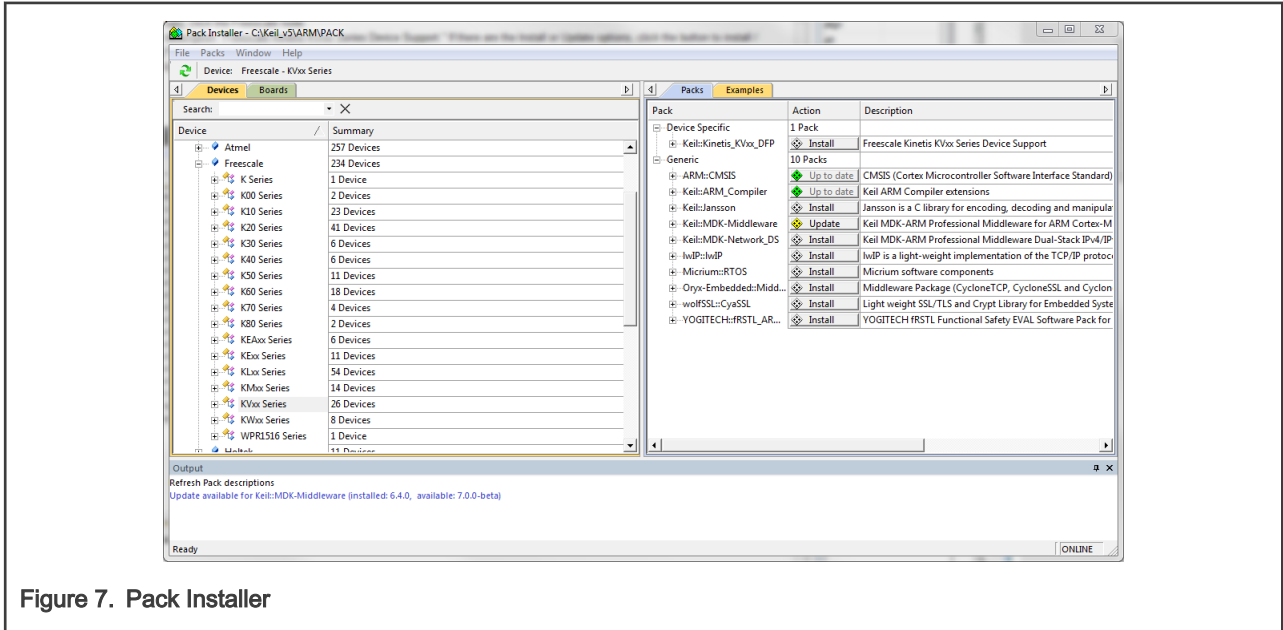 Pack Installer - C:\Keil_v5\ARM\PACK
File Packs Window Help
Device: Freescale - KVxx Series
Devices Boards
Search:
Device / Summary
Atmel 257 Devices
Freescale 234 Devices
K Series 1 Device
K00 Series 2 Devices
K10 Series 23 Devices
K20 Series 41 Devices
K30 Series 6 Devices
K40 Series 6 Devices
K50 Series 11 Devices
K60 Series 18 Devices
K70 Series 4 Devices
K80 Series 2 Devices
KEAxx Series 6 Devices
KExx Series 11 Devices
KLxx Series 54 Devices
KMxx Series 14 Devices
KVxx Series 26 Devices
KWxx Series 8 Devices
WPR1516 Series 1 Device
Holtek 11 Devices
Packs Examples
Pack Action Description
Device Specific 1 Pack
Keil::Kinetis_KVxx_DFP Install Freescale Kinetis KVxx Series Device Support
Generic 10 Packs
ARM::CMSIS Up to date CMSIS (Cortex Microcontroller Software Interface Standard)
Keil::ARM_Compiler Up to date Keil ARM Compiler extensions
Keil::Jansson Install Jansson is a C library for encoding, decoding and manipula
Keil::MDK-Middleware Update Keil MDK-ARM Professional Middleware for ARM Cortex-M
Keil::MDK-Network_DS Install Keil MDK-ARM Professional Middleware Dual-Stack IPv4/IP
lwIP::lwIP Install lwIP is a light-weight implementation of the TCP/IP protoc
Micrium::RTOS Install Micrium software components
Oryx-Embedded::Midd... Install Middleware Package (CycloneTCP, CycloneSSL and Cyclon
wolfSSL::CyaSSL Install Light weight SSL/TLS and Crypt Library for Embedded Syste
YOGITECH::fRSTL_AR... Install YOGITECH fRSTL Functional Safety EVAL Software Pack for
Output
Refresh Pack descriptions
Update available for Keil::MDK-Middleware (installed: 6.4.0, available: 7.0.0-beta)
Ready ONLINE
Figure 7. Pack Installer